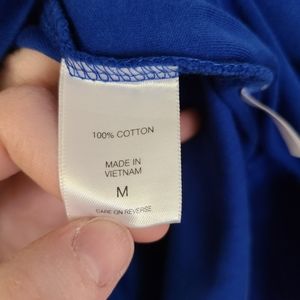 100% COTTON
MADE IN
VIETNAM
M
CARE ON REVERSE